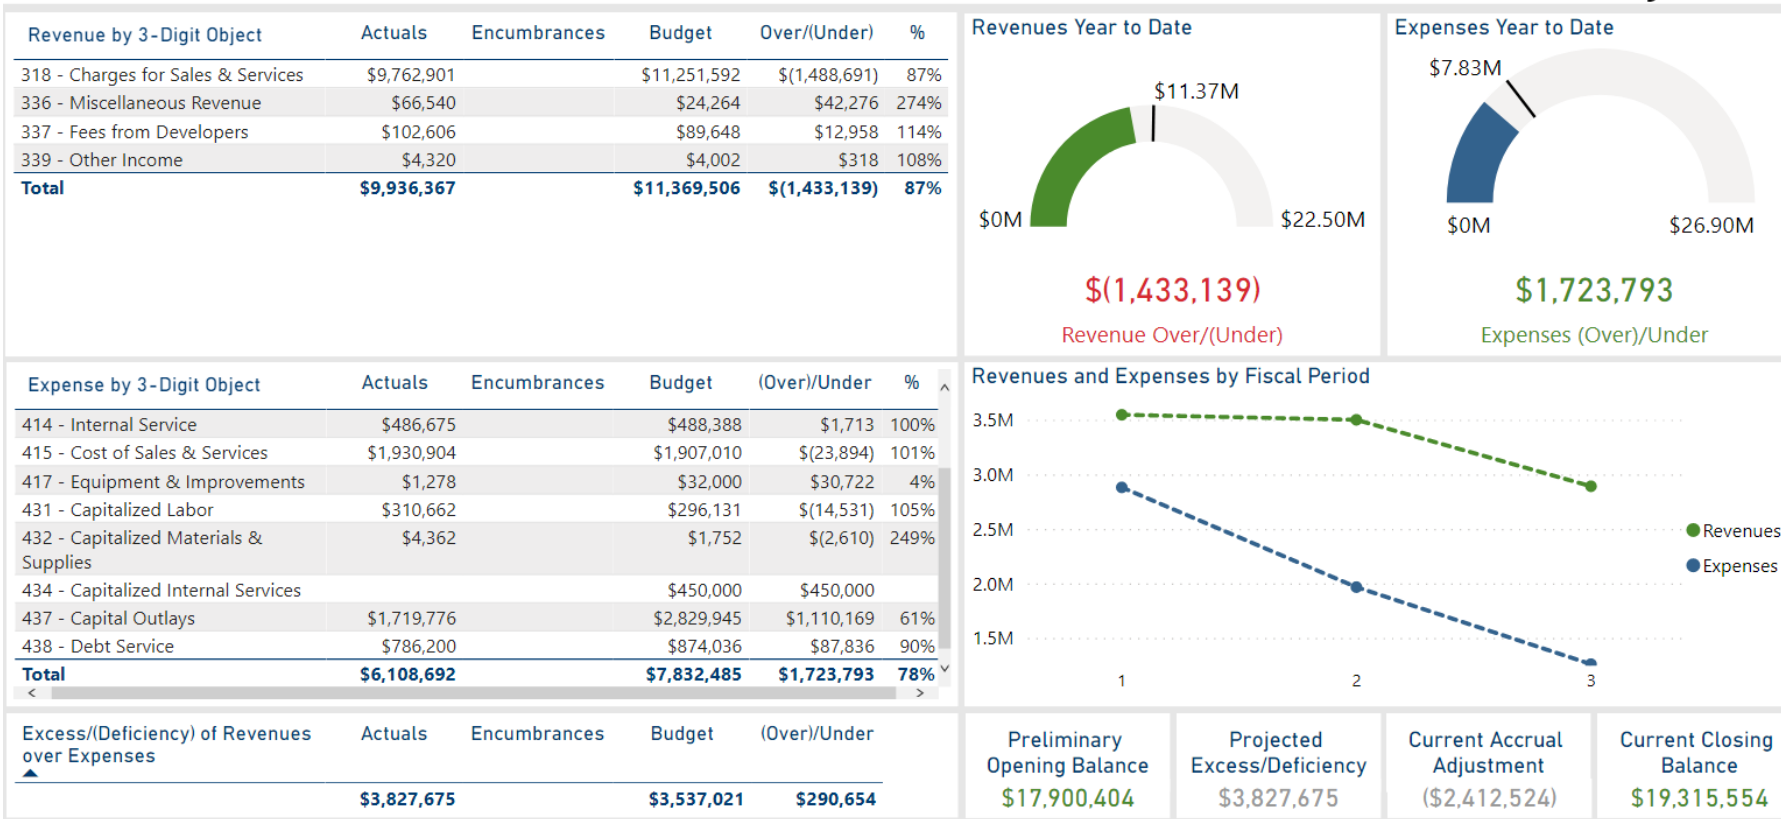 Revenue by 3-Digit Object Actuals Encumbrances Budget Over/(Under) %
318 - Charges for Sales & Services $9,762,901 $11,251,592 $(1,488,691) 87%
336 - Miscellaneous Revenue $66,540 $24,264 $42,276 274%
337 - Fees from Developers $102,606 $89,648 $12,958 114%
339 - Other Income $4,320 $4,002 $318 108%
Total $9,936,367 $11,369,506 $(1,433,139) 87%
Revenues Year to Date
$11.37M
$0M $22.50M
$(1,433,139)
Revenue Over/(Under)
Expenses Year to Date
$7.83M
$0M $26.90M
$1,723,793
Expenses (Over)/Under
Expense by 3-Digit Object Actuals Encumbrances Budget (Over)/Under %
414 - Internal Service $486,675 $488,388 $1,713 100%
415 - Cost of Sales & Services $1,930,904 $1,907,010 $(23,894) 101%
417 - Equipment & Improvements $1,278 $32,000 $30,722 4%
431 - Capitalized Labor $310,662 $296,131 $(14,531) 105%
432 - Capitalized Materials & $4,362 $1,752 $(2,610) 249%
Supplies
434 - Capitalized Internal Services $450,000 $450,000
437 - Capital Outlays $1,719,776 $2,829,945 $1,110,169 61%
438 - Debt Service $786,200 $874,036 $87,836 90%
Total $6,108,692 $7,832,485 $1,723,793 78%
Revenues and Expenses by Fiscal Period
3.5M
3.0M
2.5M
2.0M
1.5M
1 2 3
Revenues
Expenses
Excess/(Deficiency) of Revenues Actuals Encumbrances Budget (Over)/Under
over Expenses
$3,827,675 $3,537,021 $290,654
Preliminary
Opening Balance
$17,900,404
Projected
Excess/Deficiency
$3,827,675
Current Accrual
Adjustment
($2,412,524)
Current Closing
Balance
$19,315,554